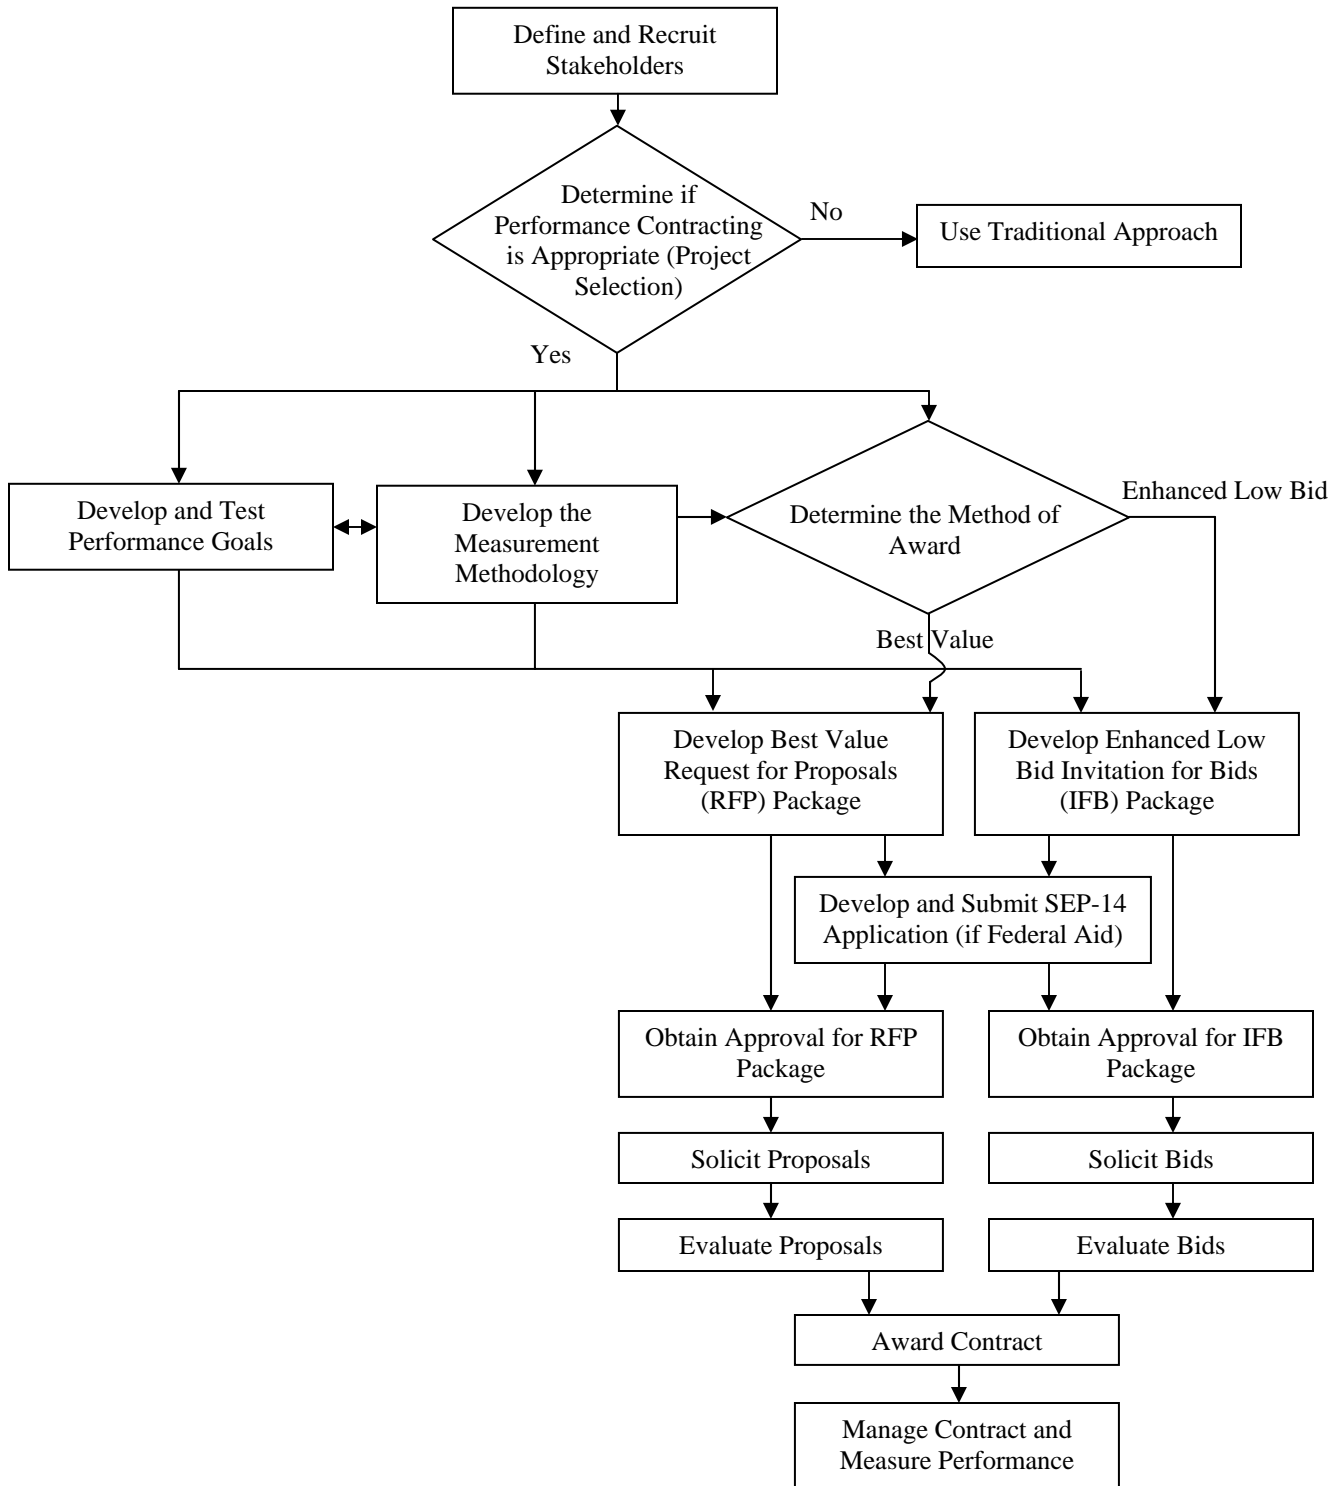 Define and Recruit
Stakeholders
Determine if
Performance Contracting
is Appropriate (Project
Selection)
No
Use Traditional Approach
Yes
Develop and Test
Performance Goals
Develop the
Measurement
Methodology
Determine the Method of
Award
Enhanced Low Bid
Best Value
Develop Best Value
Request for Proposals
(RFP) Package
Develop Enhanced Low
Bid Invitation for Bids
(IFB) Package
Develop and Submit SEP-14
Application (if Federal Aid)
Obtain Approval for RFP
Package
Obtain Approval for IFB
Package
Solicit Proposals
Solicit Bids
Evaluate Proposals
Evaluate Bids
Award Contract
Manage Contract and
Measure Performance